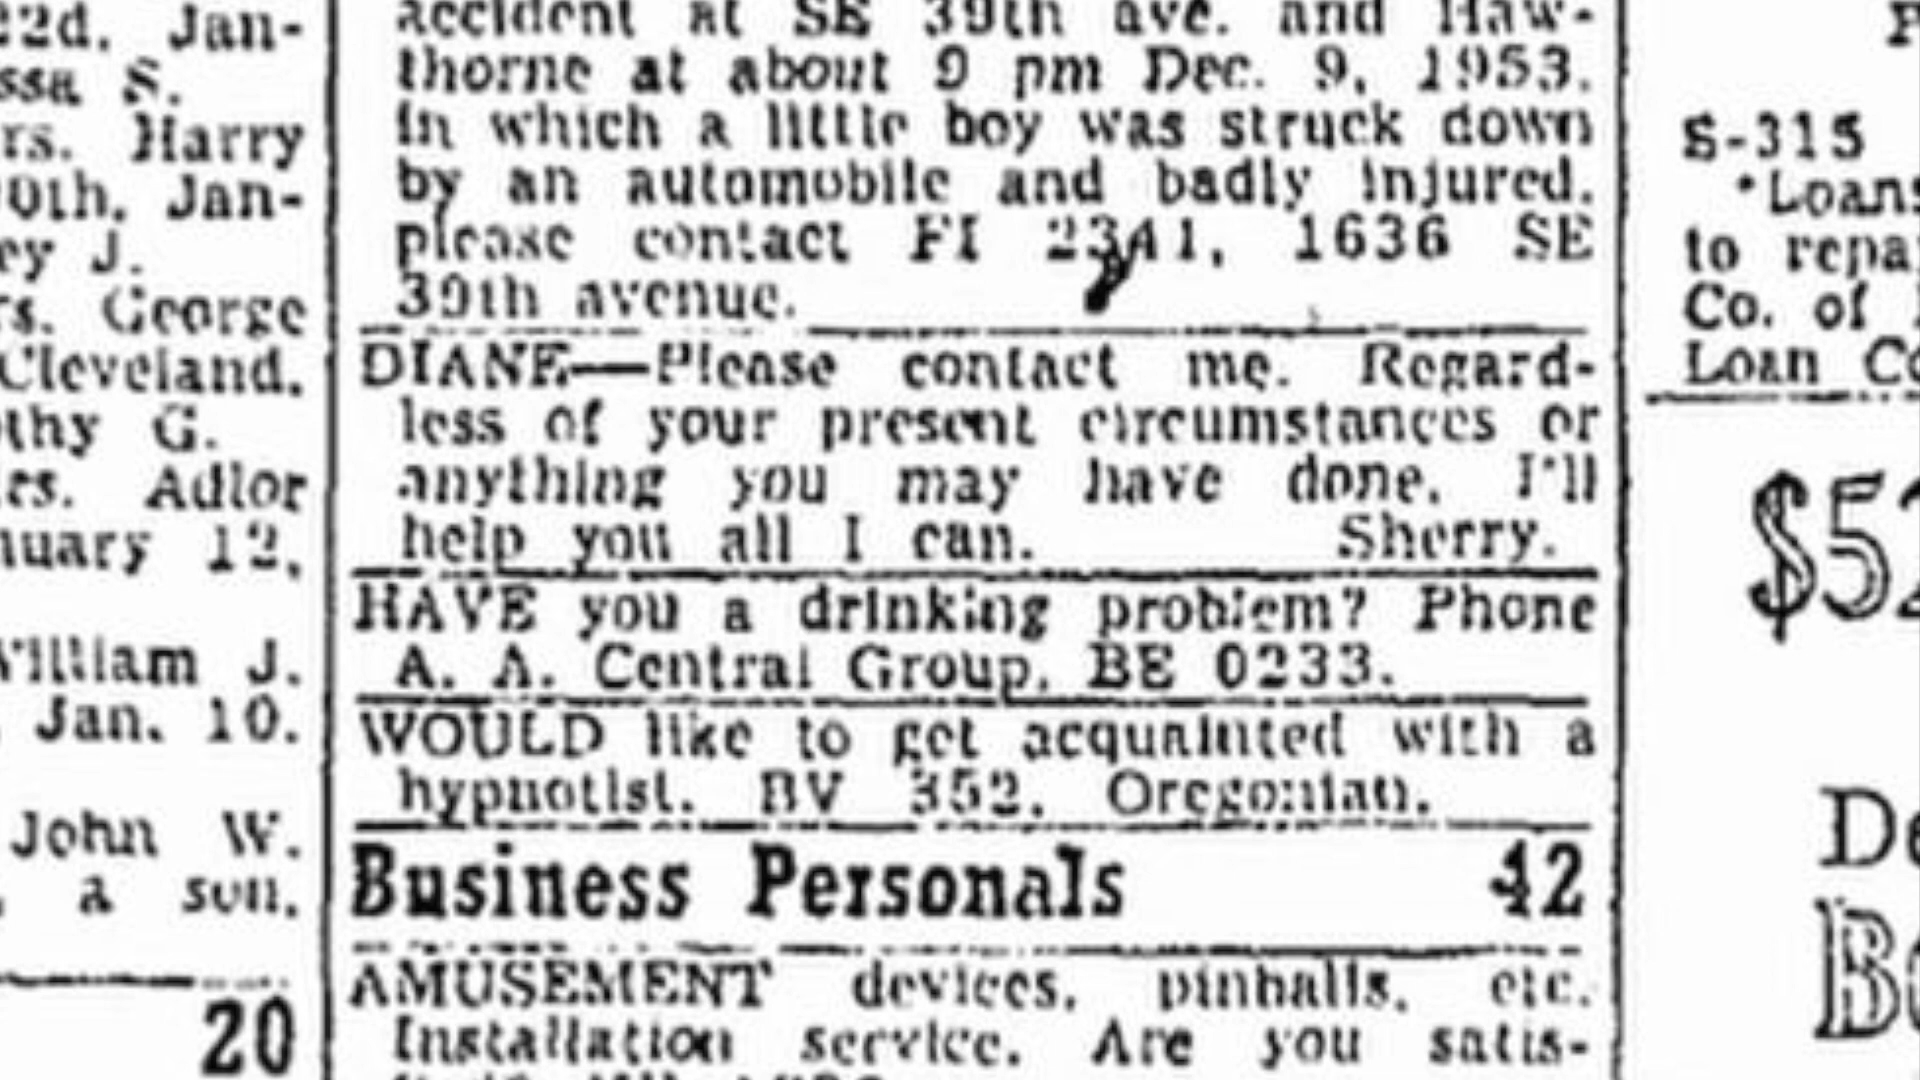 22d, Jan-
ssa S.
rs. Harry
0th, Jan-
ey J.
rs. George
Cleveland,
thy G.
rs. Adlor
nuary 12,
William J.
Jan. 10.
John W.
a son.
20
accident at SE 39th ave. and Haw-
thorne at about 9 pm Dec. 9, 1953,
in which a little boy was struck down
by an automobile and badly injured,
please contact FI 2341, 1636 SE
39th avenue.
DIANE—Please contact me. Regard-
less of your present circumstances or
anything you may have done, I'll
help you all I can. Sherry.
HAVE you a drinking problem? Phone
A. A. Central Group, BE 0233.
WOULD like to get acquainted with a
hypnotist. BV 352, Oregonian.
Business Personals 42
AMUSEMENT devices, pinballs, etc.
Installation service. Are you satis-
S-315
*Loans
to repa
Co. of
Loan Co
$52
De
Bo